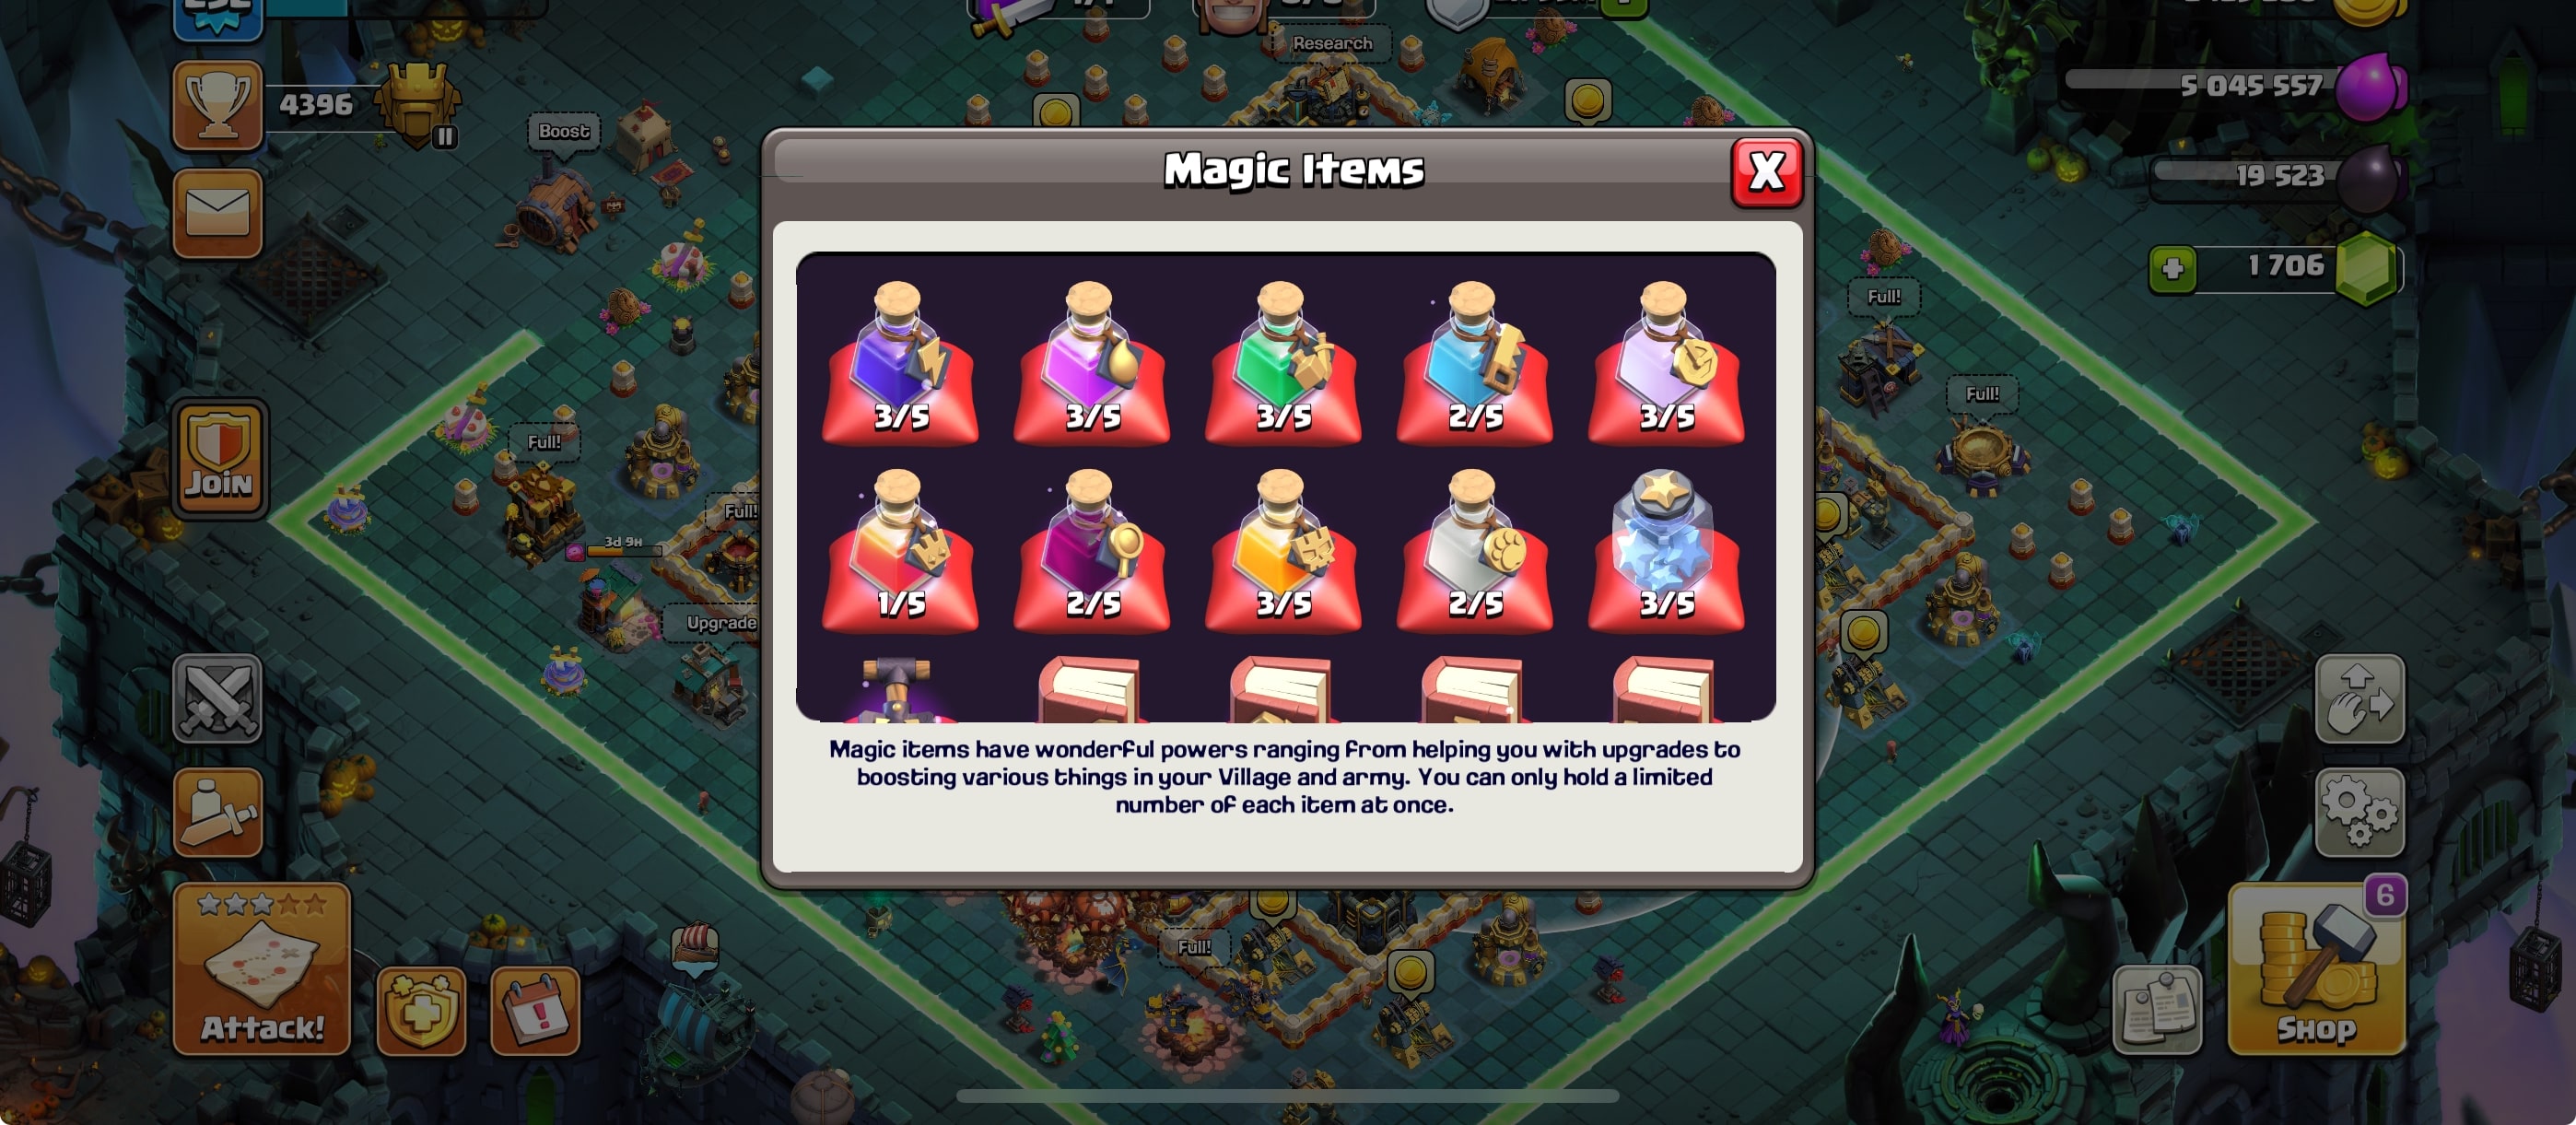 1/1
Research
4396
5 045 557
Boost
Magic Items
X
19 523
1 706
Full!
Full!
3/5
3/5
3/5
2/5
3/5
Full!
Join
Full!
3d 9h
1/5
2/5
3/5
2/5
3/5
Upgrade
Magic items have wonderful powers ranging from helping you with upgrades to
boosting various things in your Village and army. You can only hold a limited
number of each item at once.
6
Full!
Attack!
Shop